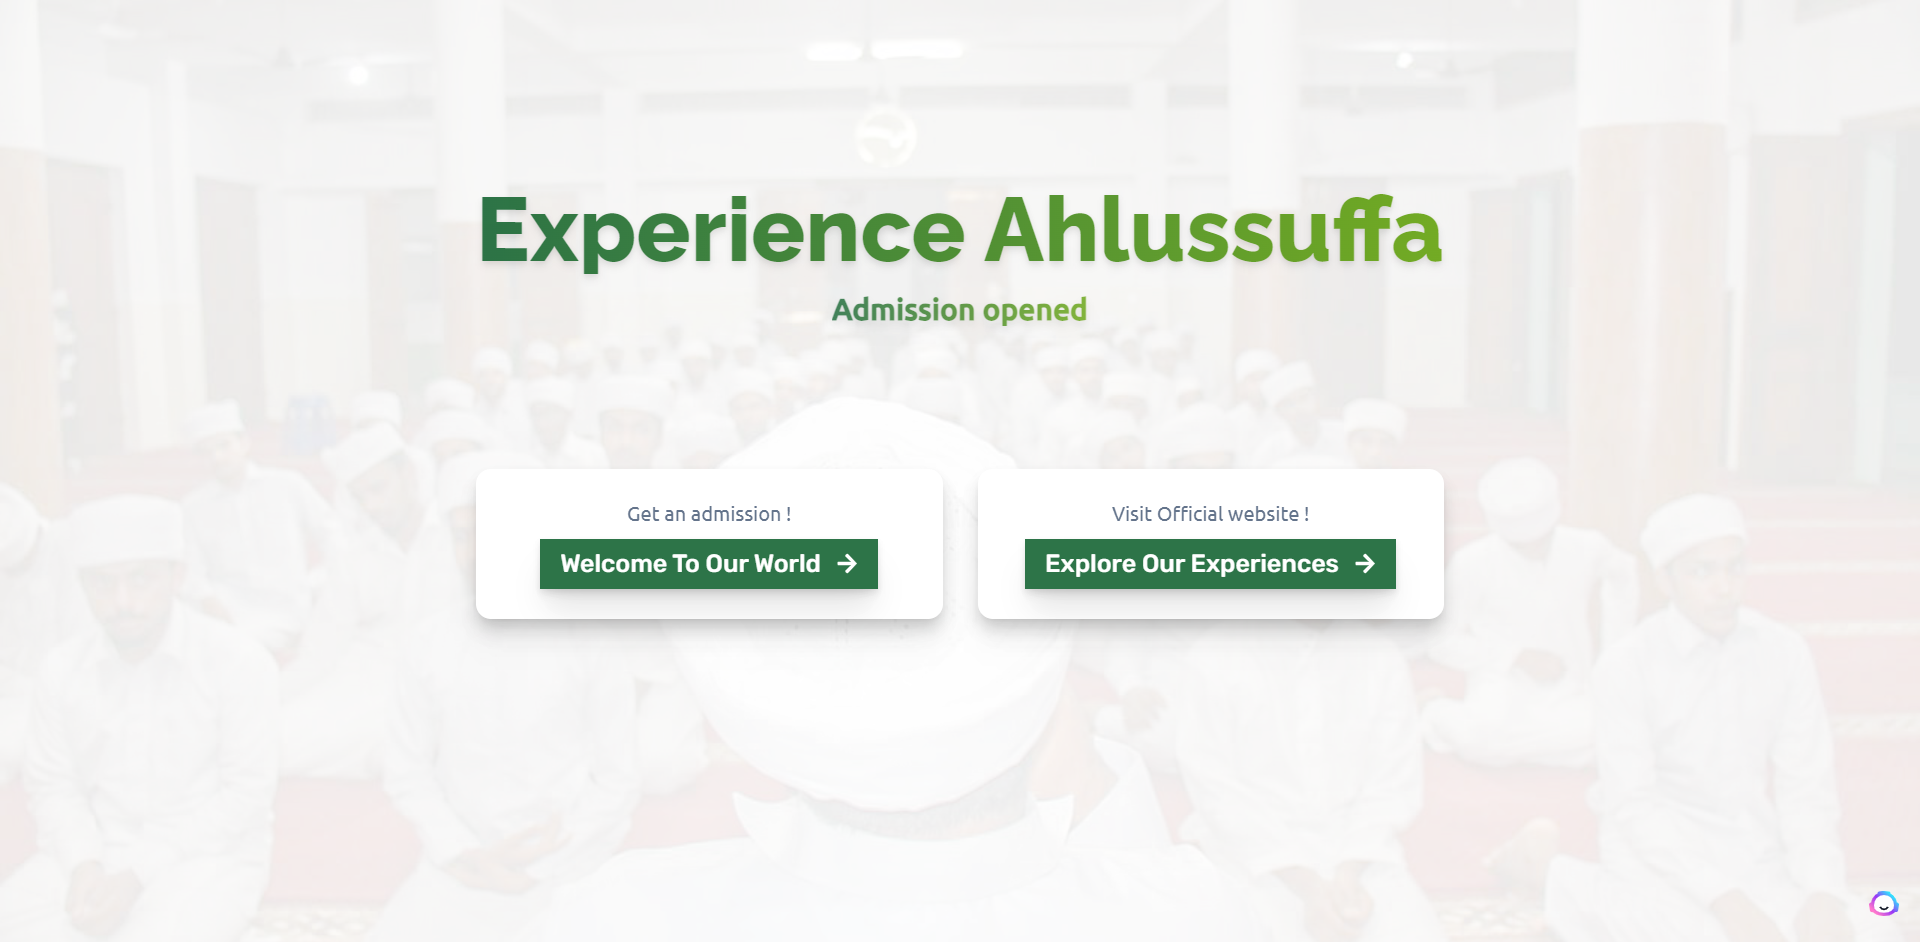 Experience Ahlussuffa
Admission opened
Get an admission !
Welcome To Our World
Visit Official website !
Explore Our Experiences